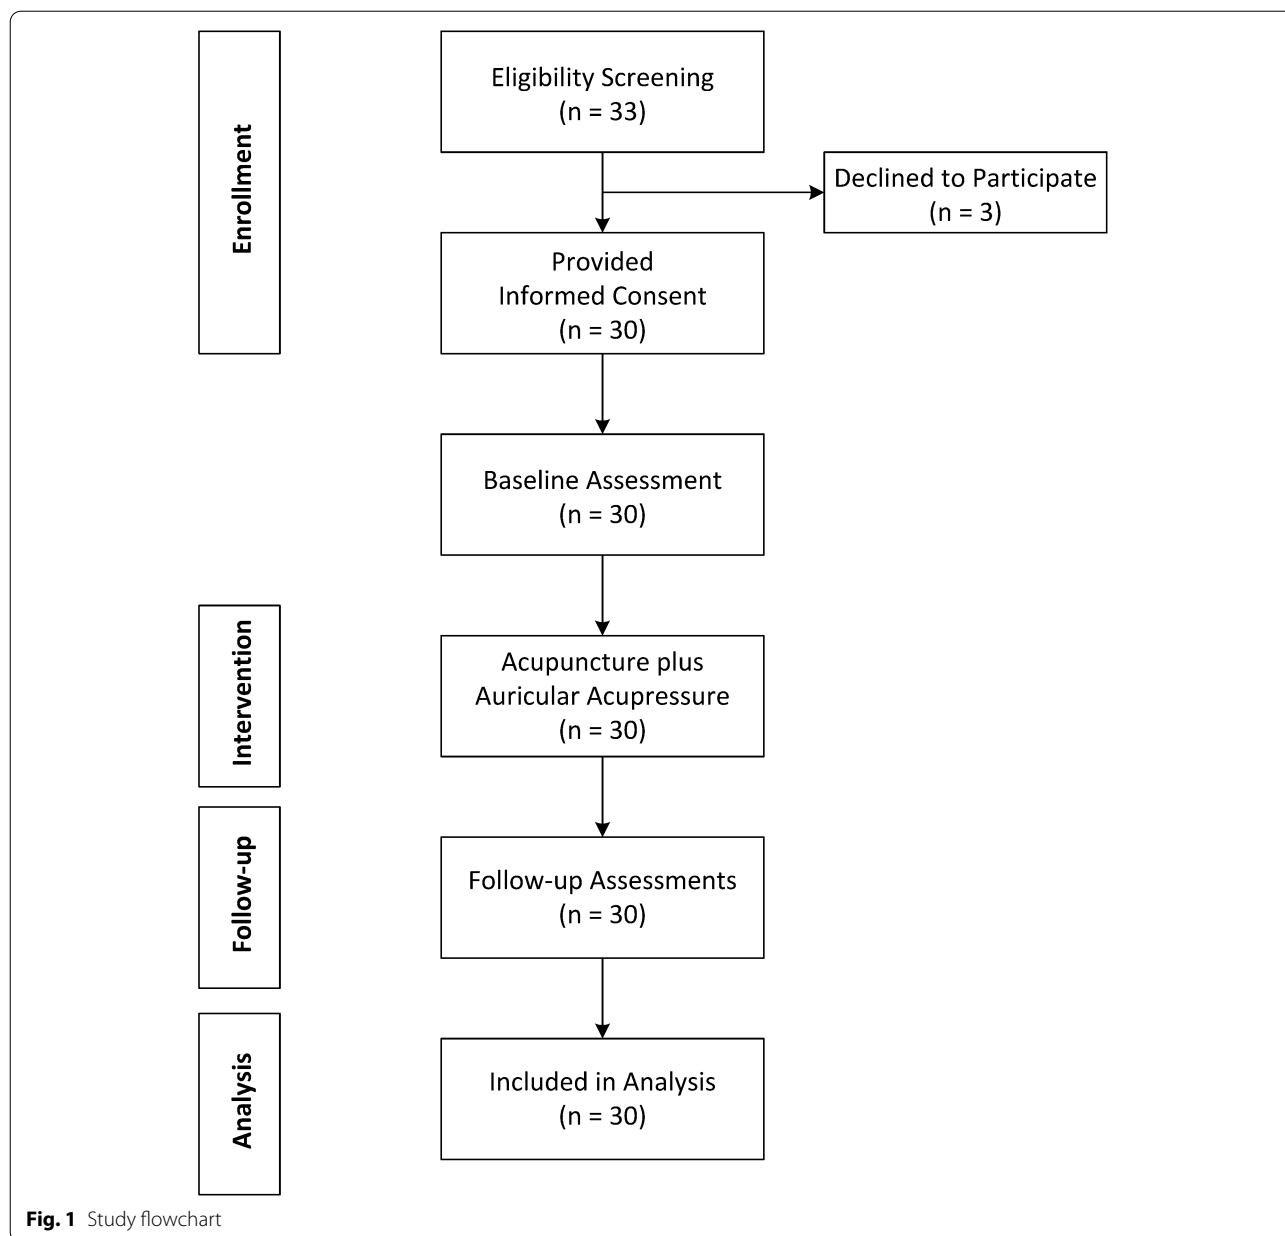 Enrollment
Eligibility Screening
(n = 33)
Declined to Participate
(n = 3)
Provided
Informed Consent
(n = 30)
Baseline Assessment
(n = 30)
Intervention
Acupuncture plus
Auricular Acupressure
(n = 30)
Follow-up
Follow-up Assessments
(n = 30)
Analysis
Included in Analysis
(n = 30)
Fig. 1 Study flowchart